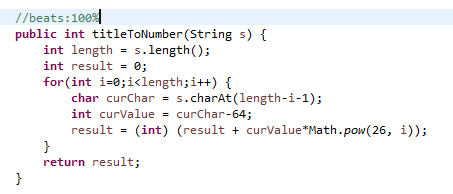 //beats:100%
public int titleToNumber(String s) {
    int length = s.length();
    int result = 0;
    for(int i=0;i<length;i++) {
        char curChar = s.charAt(length-i-1);
        int curValue = curChar-64;
        result = (int) (result + curValue*Math.pow(26, i));
    }
    return result;
}